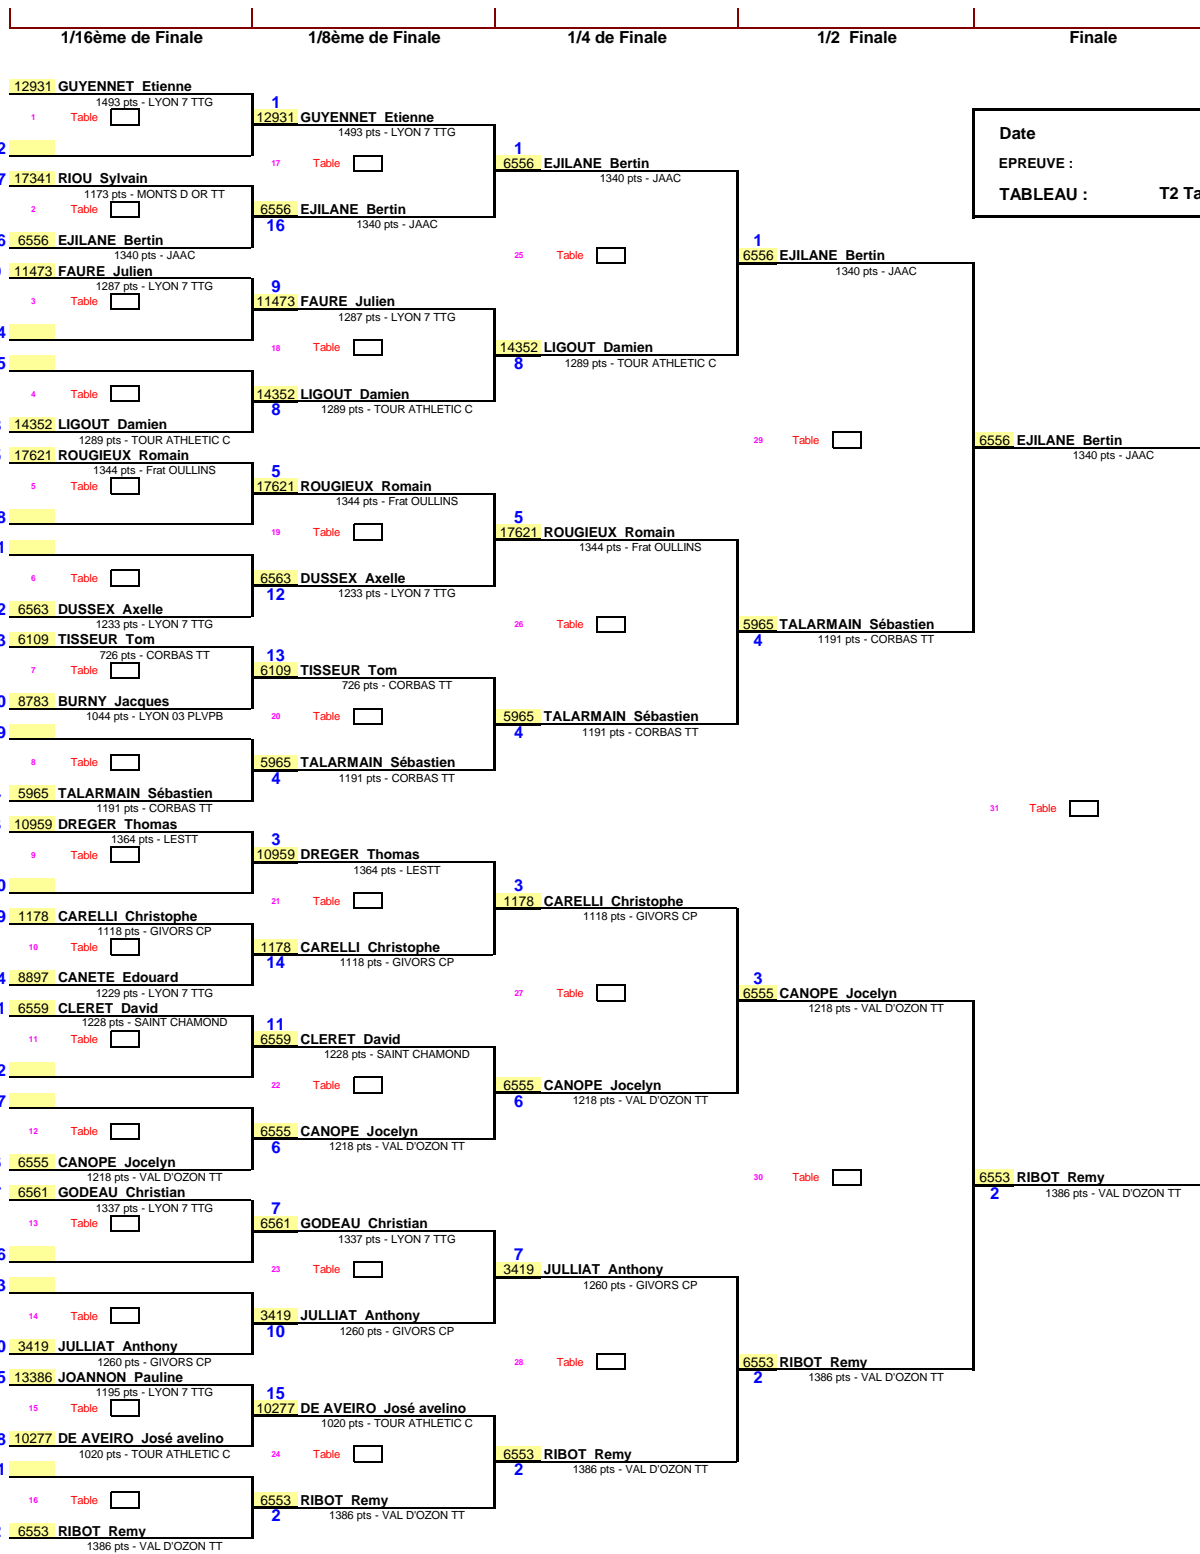 1/16ème de Finale
1/8ème de Finale
1/4 de Finale
1/2 Finale
Finale
Date
EPREUVE :
TABLEAU : T2 Ta
12931 GUYENNET Etienne
1493 pts - LYON 7 TTG
1 Table
2
7 17341 RIOU Sylvain
1173 pts - MONTS D OR TT
2 Table
6 6556 EJILANE Bertin
1340 pts - JAAC
11473 FAURE Julien
1287 pts - LYON 7 TTG
3 Table
4
5
4 Table
14352 LIGOUT Damien
1289 pts - TOUR ATHLETIC C
17621 ROUGIEUX Romain
1344 pts - Frat OULLINS
5 Table
8
1
6 Table
2 6563 DUSSEX Axelle
1233 pts - LYON 7 TTG
3 6109 TISSEUR Tom
726 pts - CORBAS TT
7 Table
0 8783 BURNY Jacques
1044 pts - LYON 03 PLVPB
9
8 Table
5965 TALARMAIN Sébastien
1191 pts - CORBAS TT
10959 DREGER Thomas
1364 pts - LESTT
9 Table
0
9 1178 CARELLI Christophe
1118 pts - GIVORS CP
10 Table
4 8897 CANETE Edouard
1229 pts - LYON 7 TTG
1 6559 CLERET David
1228 pts - SAINT CHAMOND
11 Table
2
7
12 Table
6555 CANOPE Jocelyn
1218 pts - VAL D'OZON TT
6561 GODEAU Christian
1337 pts - LYON 7 TTG
13 Table
6
3
14 Table
0 3419 JULLIAT Anthony
1260 pts - GIVORS CP
5 13386 JOANNON Pauline
1195 pts - LYON 7 TTG
15 Table
8 10277 DE AVEIRO José avelino
1020 pts - TOUR ATHLETIC C
1
16 Table
6553 RIBOT Remy
1386 pts - VAL D'OZON TT
1
12931 GUYENNET Etienne
1493 pts - LYON 7 TTG
17 Table
6556 EJILANE Bertin
16 1340 pts - JAAC
9
11473 FAURE Julien
1287 pts - LYON 7 TTG
18 Table
14352 LIGOUT Damien
8 1289 pts - TOUR ATHLETIC C
5
17621 ROUGIEUX Romain
1344 pts - Frat OULLINS
19 Table
6563 DUSSEX Axelle
12 1233 pts - LYON 7 TTG
13
6109 TISSEUR Tom
726 pts - CORBAS TT
20 Table
5965 TALARMAIN Sébastien
4 1191 pts - CORBAS TT
3
10959 DREGER Thomas
1364 pts - LESTT
21 Table
1178 CARELLI Christophe
14 1118 pts - GIVORS CP
11
6559 CLERET David
1228 pts - SAINT CHAMOND
22 Table
6555 CANOPE Jocelyn
6 1218 pts - VAL D'OZON TT
7
6561 GODEAU Christian
1337 pts - LYON 7 TTG
23 Table
3419 JULLIAT Anthony
10 1260 pts - GIVORS CP
15
10277 DE AVEIRO José avelino
1020 pts - TOUR ATHLETIC C
24 Table
6553 RIBOT Remy
2 1386 pts - VAL D'OZON TT
1
6556 EJILANE Bertin
1340 pts - JAAC
25 Table
14352 LIGOUT Damien
8 1289 pts - TOUR ATHLETIC C
5
17621 ROUGIEUX Romain
1344 pts - Frat OULLINS
26 Table
5965 TALARMAIN Sébastien
4 1191 pts - CORBAS TT
3
1178 CARELLI Christophe
1118 pts - GIVORS CP
27 Table
6555 CANOPE Jocelyn
6 1218 pts - VAL D'OZON TT
7
3419 JULLIAT Anthony
1260 pts - GIVORS CP
28 Table
6553 RIBOT Remy
2 1386 pts - VAL D'OZON TT
1
6556 EJILANE Bertin
1340 pts - JAAC
29 Table
5965 TALARMAIN Sébastien
4 1191 pts - CORBAS TT
3
6555 CANOPE Jocelyn
1218 pts - VAL D'OZON TT
30 Table
6553 RIBOT Remy
2 1386 pts - VAL D'OZON TT
6556 EJILANE Bertin
1340 pts - JAAC
31 Table
6553 RIBOT Remy
2 1386 pts - VAL D'OZON TT